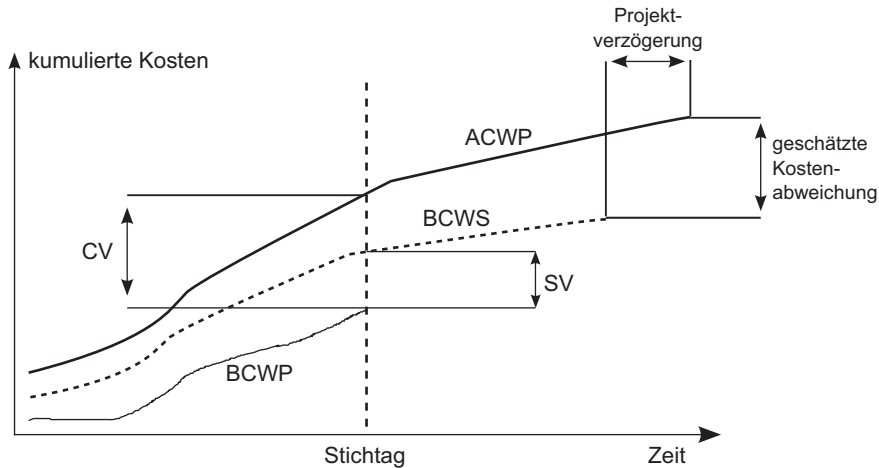 Projekt-
verzögerung
kumulierte Kosten
ACWP
geschätzte
Kosten-
abweichung
BCWS
CV
SV
BCWP
Stichtag
Zeit